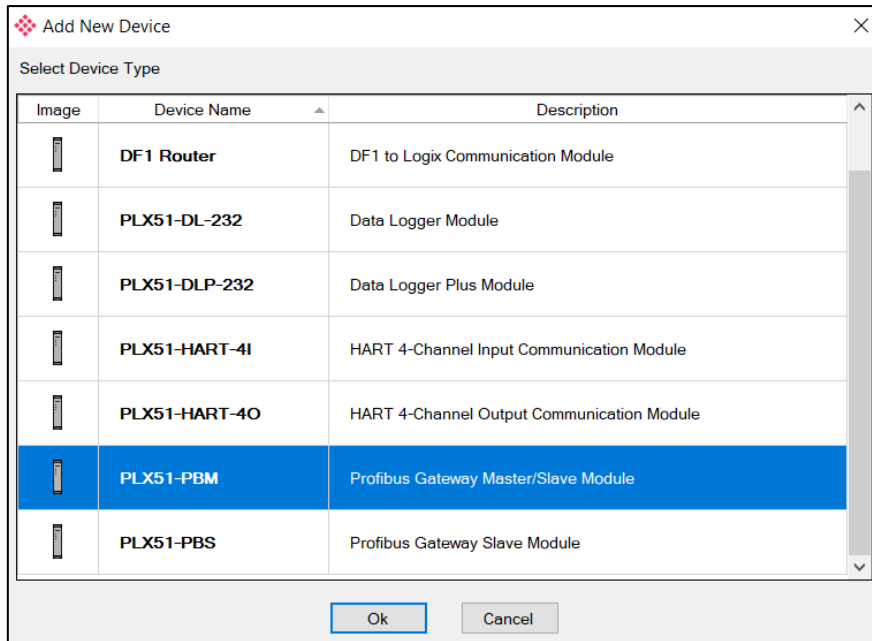 Add New Device
Select Device Type
Image Device Name Description
DF1 Router DF1 to Logix Communication Module
PLX51-DL-232 Data Logger Module
PLX51-DLP-232 Data Logger Plus Module
PLX51-HART-4I HART 4-Channel Input Communication Module
PLX51-HART-4O HART 4-Channel Output Communication Module
PLX51-PBM Profibus Gateway Master/Slave Module
PLX51-PBS Profibus Gateway Slave Module
Ok Cancel